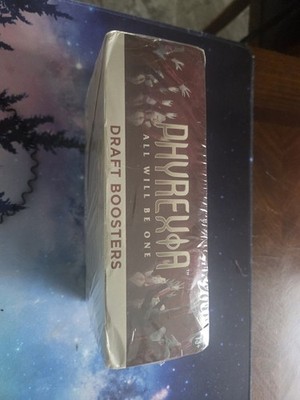 PHYREXIA
ALL WILL BE ONE
DRAFT BOOSTERS